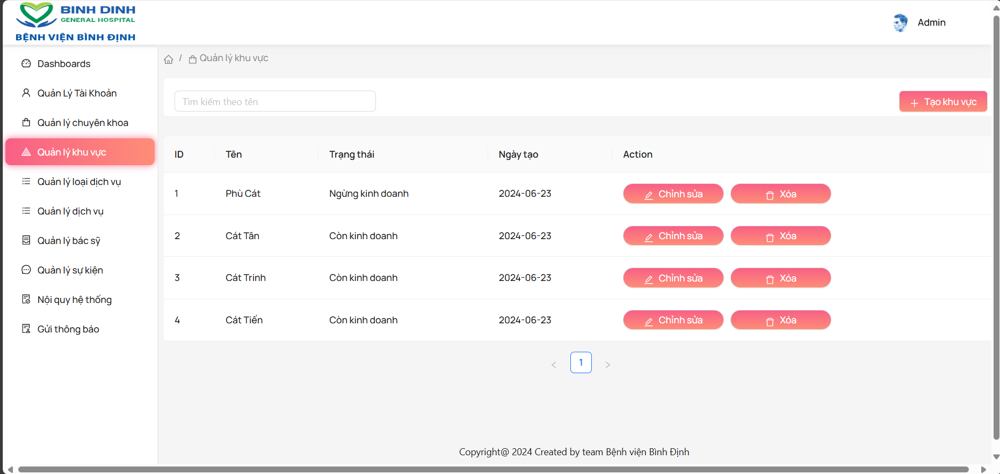 BINH DINH
GENERAL HOSPITAL
BỆNH VIỆN BÌNH ĐỊNH
Admin
Dashboards
Quản Lý Tài Khoản
Quản lý chuyên khoa
Quản lý khu vực
Quản lý loại dịch vụ
Quản lý dịch vụ
Quản lý bác sỹ
Quản lý sự kiện
Nội quy hệ thống
Gửi thông báo
/ Quản lý khu vực
Tìm kiếm theo tên
+ Tạo khu vực
ID Tên Trạng thái Ngày tạo Action
1 Phù Cát Ngừng kinh doanh 2024-06-23 Chỉnh sửa Xóa
2 Cát Tân Còn kinh doanh 2024-06-23 Chỉnh sửa Xóa
3 Cát Trinh Còn kinh doanh 2024-06-23 Chỉnh sửa Xóa
4 Cát Tiến Còn kinh doanh 2024-06-23 Chỉnh sửa Xóa
< 1 >
Copyright@ 2024 Created by team Bệnh viện Bình Định